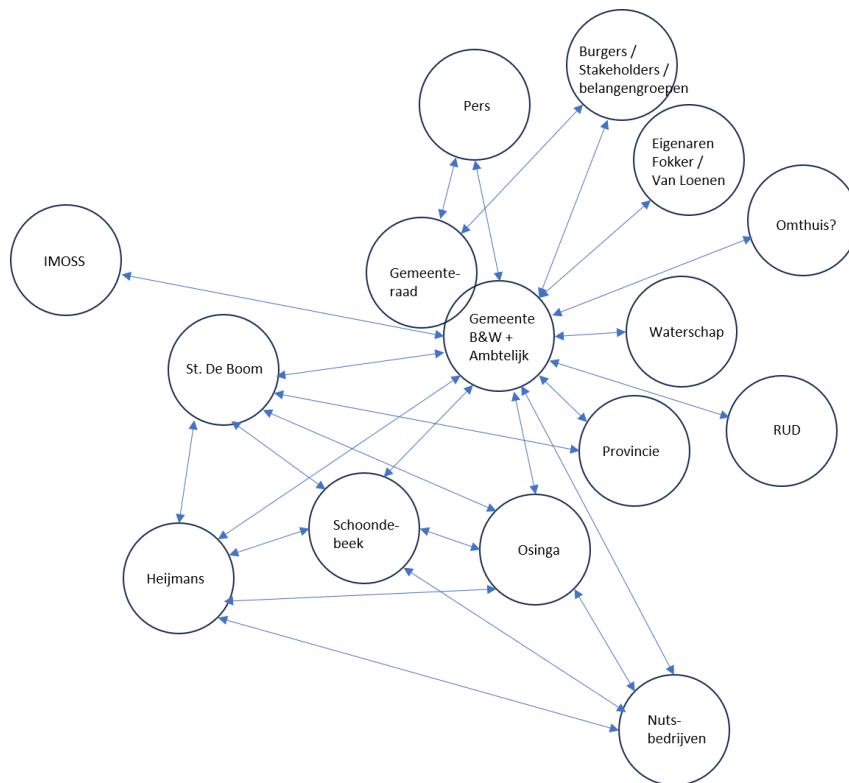 Burgers /
Stakeholders /
belangengroepen
Pers
Eigenaren
Fokker /
Van Loenen
Omthuis?
IMOSS
Gemeente-
raad
Gemeente
B&W +
Ambtelijk
Waterschap
St. De Boom
RUD
Provincie
Schoonde-
beek
Osinga
Heijmans
Nuts-
bedrijven